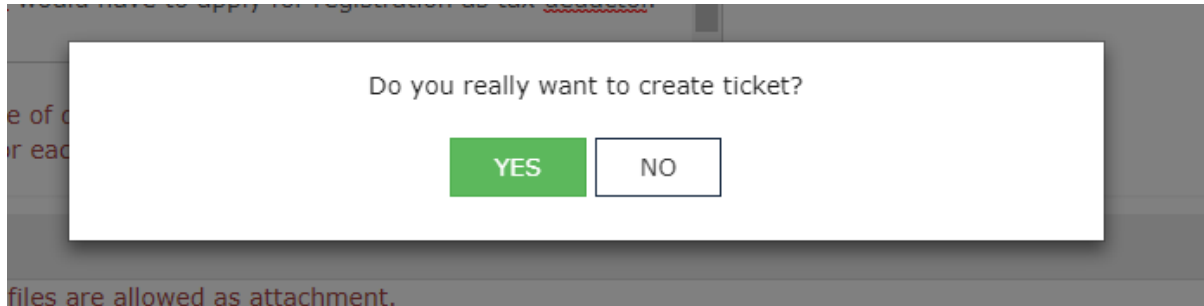 would have to apply for registration as tax deductor.
Do you really want to create ticket?
e of
or eac
YES NO
files are allowed as attachment.